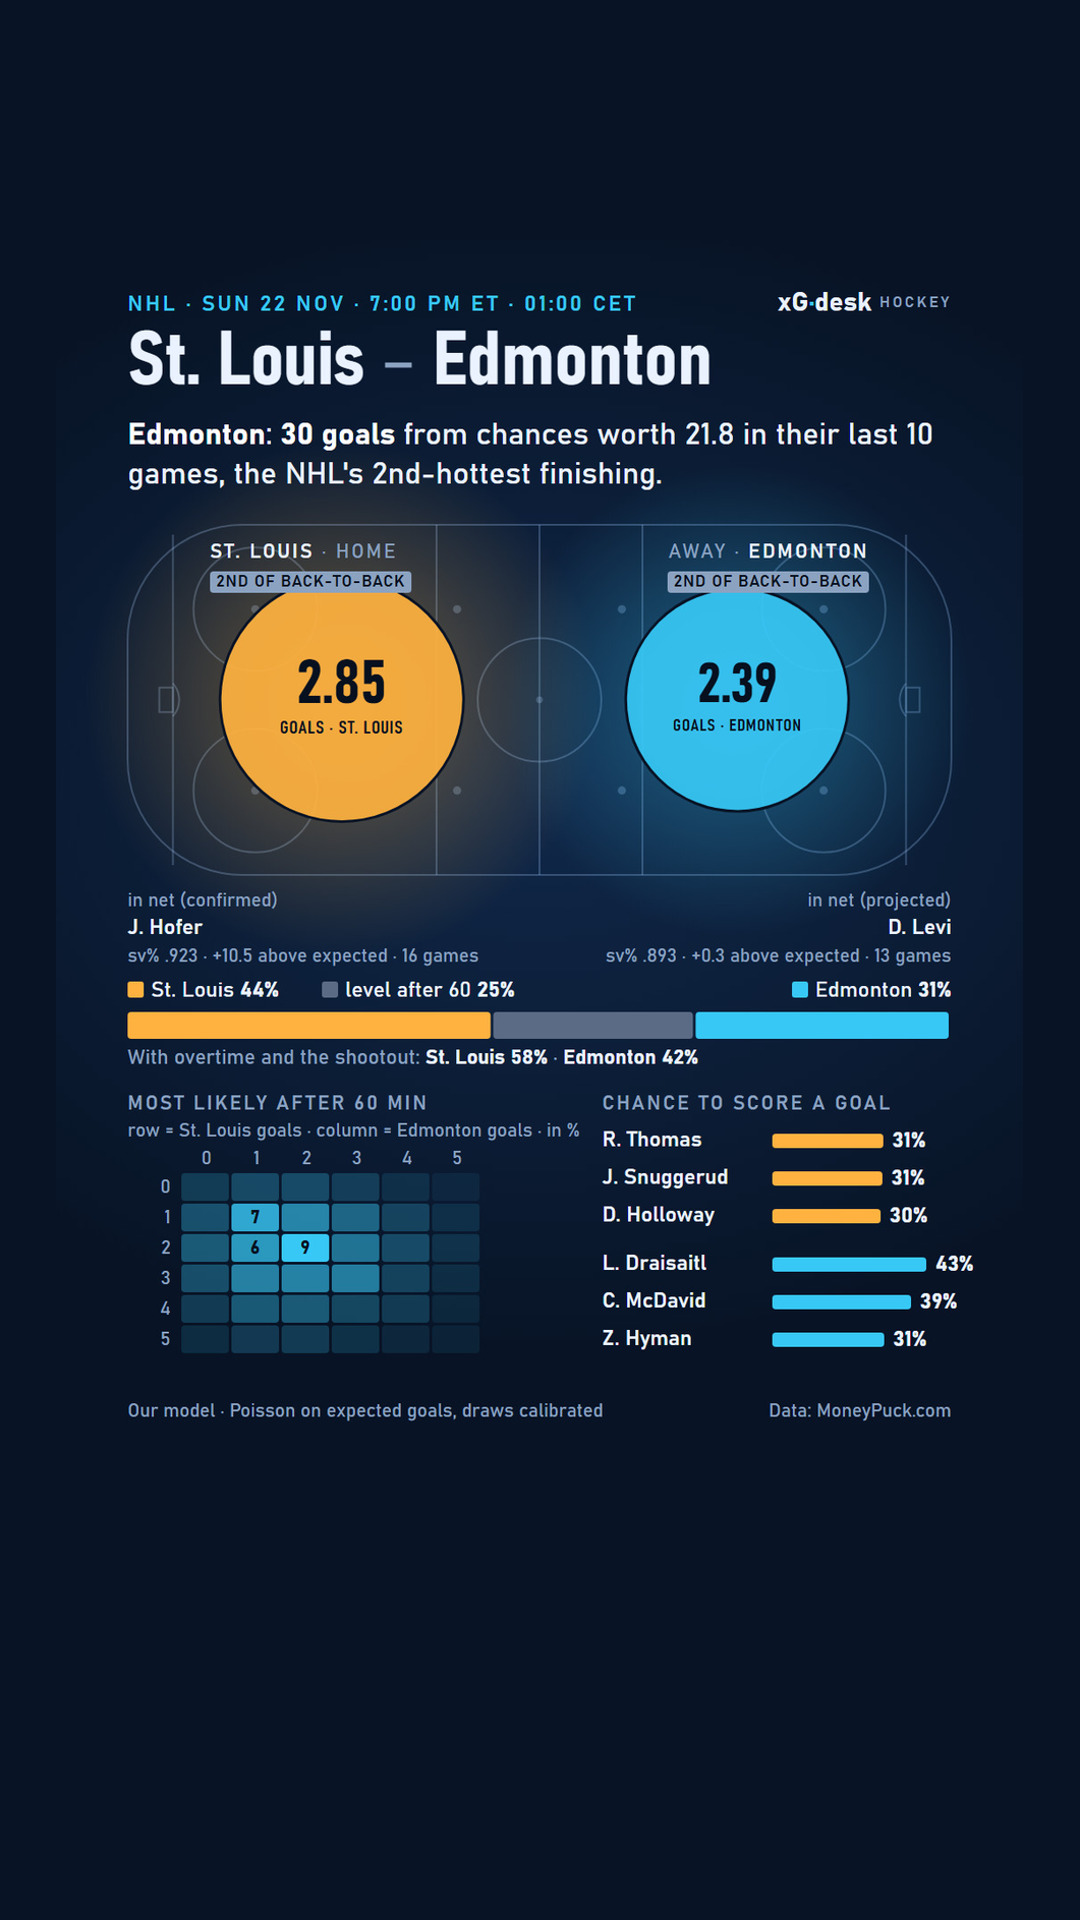 NHL · SUN 22 NOV · 7:00 PM ET · 01:00 CET
xG·desk HOCKEY
St. Louis – Edmonton
Edmonton: 30 goals from chances worth 21.8 in their last 10
games, the NHL's 2nd-hottest finishing.
ST. LOUIS · HOME
AWAY · EDMONTON
2ND OF BACK-TO-BACK
2ND OF BACK-TO-BACK
2.85
GOALS · ST. LOUIS
2.39
GOALS · EDMONTON
in net (confirmed)
in net (projected)
J. Hofer
D. Levi
sv% .923 · +10.5 above expected · 16 games
sv% .893 · +0.3 above expected · 13 games
St. Louis 44%
level after 60 25%
Edmonton 31%
With overtime and the shootout: St. Louis 58% · Edmonton 42%
MOST LIKELY AFTER 60 MIN
row = St. Louis goals · column = Edmonton goals · in %
0 1 2 3 4 5
0
1 7
2 6 9
3
4
5
CHANCE TO SCORE A GOAL
R. Thomas 31%
J. Snuggerud 31%
D. Holloway 30%
L. Draisaitl 43%
C. McDavid 39%
Z. Hyman 31%
Our model · Poisson on expected goals, draws calibrated
Data: MoneyPuck.com